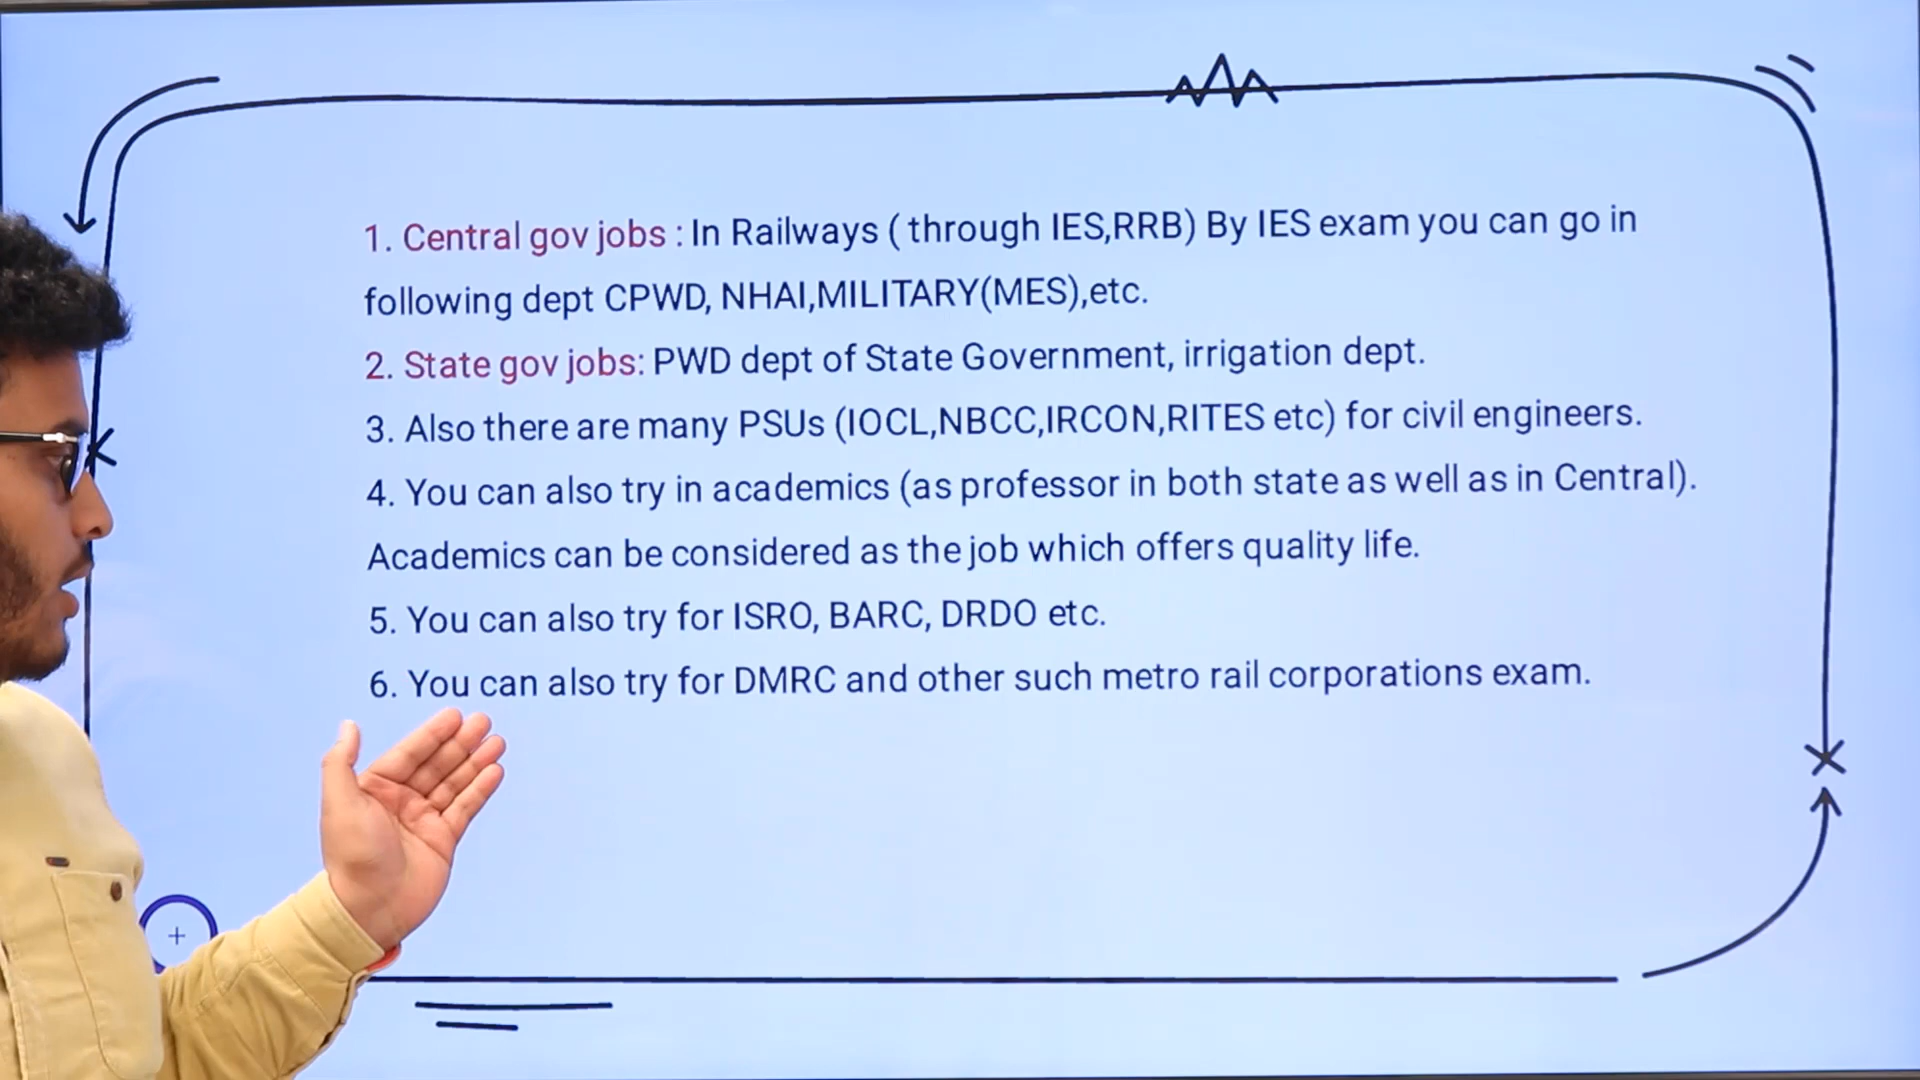 1. Central gov jobs : In Railways ( through IES,RRB) By IES exam you can go in
following dept CPWD, NHAI,MILITARY(MES),etc.
2. State gov jobs: PWD dept of State Government, irrigation dept.
3. Also there are many PSUs (IOCL,NBCC,IRCON,RITES etc) for civil engineers.
4. You can also try in academics (as professor in both state as well as in Central).
Academics can be considered as the job which offers quality life.
5. You can also try for ISRO, BARC, DRDO etc.
6. You can also try for DMRC and other such metro rail corporations exam.